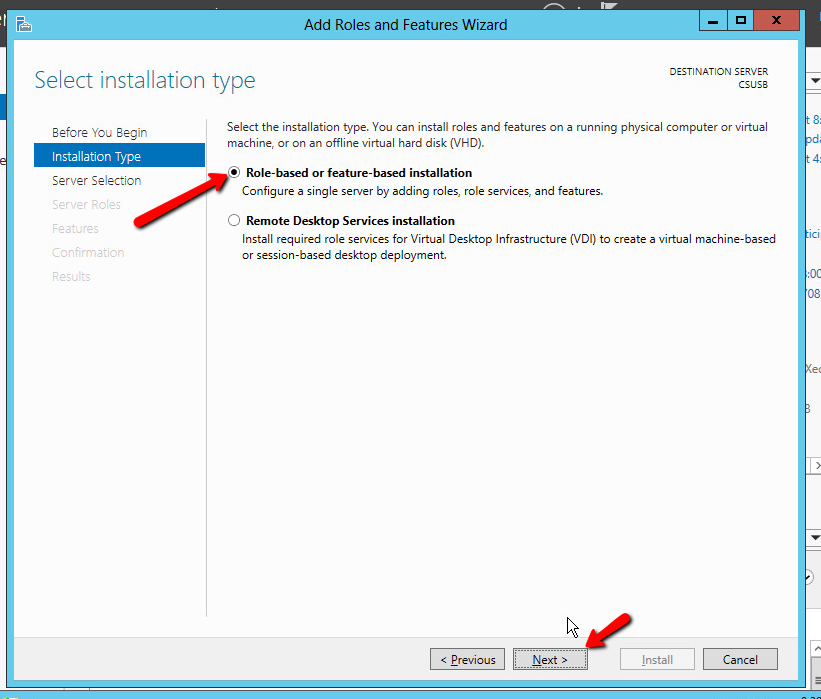 Add Roles and Features Wizard
Select installation type
DESTINATION SERVER
CSUSB
Before You Begin
Installation Type
Server Selection
Server Roles
Features
Confirmation
Results
Select the installation type. You can install roles and features on a running physical computer or virtual
machine, or on an offline virtual hard disk (VHD).
Role-based or feature-based installation
Configure a single server by adding roles, role services, and features.
Remote Desktop Services installation
Install required role services for Virtual Desktop Infrastructure (VDI) to create a virtual machine-based
or session-based desktop deployment.
< Previous
Next >
Install
Cancel